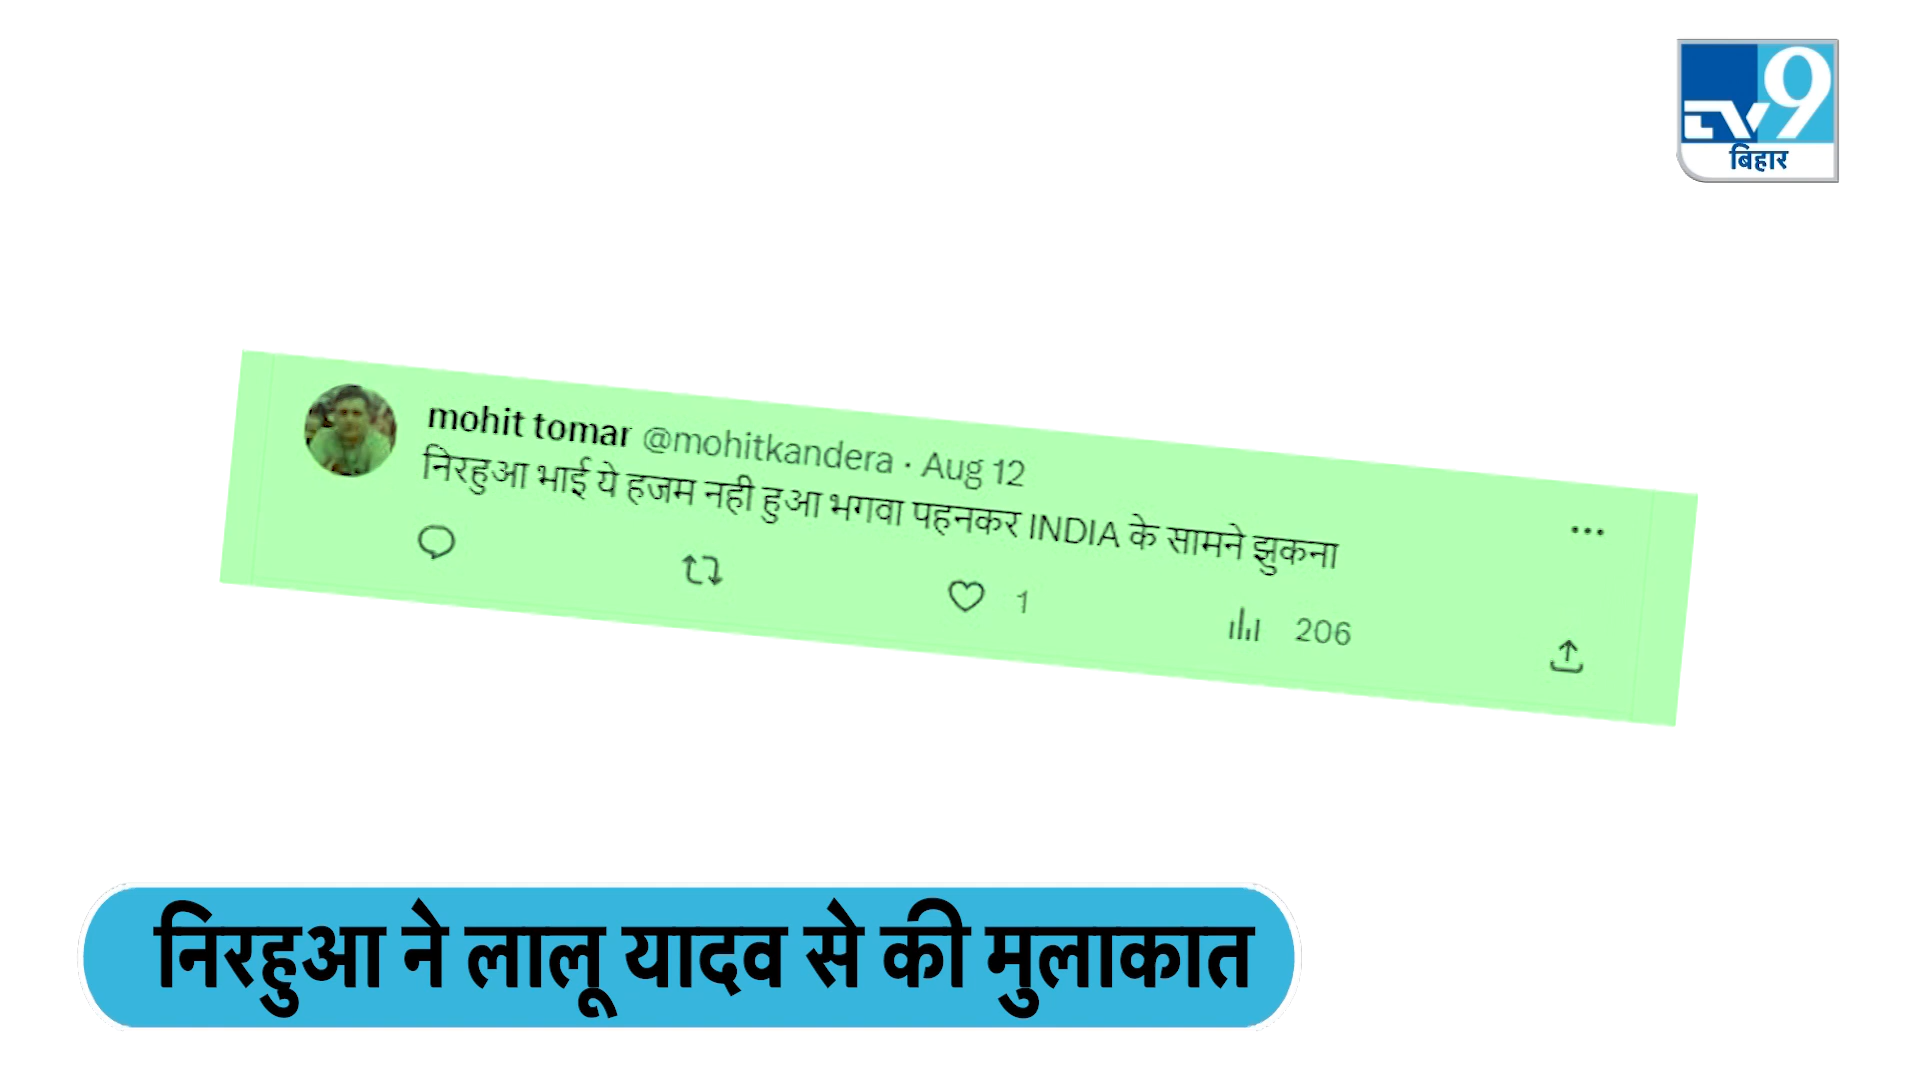 TV9
बिहार
mohit tomar @mohitkandera · Aug 12
निरहुआ भाई ये हजम नही हुआ भगवा पहनकर INDIA के सामने झुकना
1
206
निरहुआ ने लालू यादव से की मुलाकात